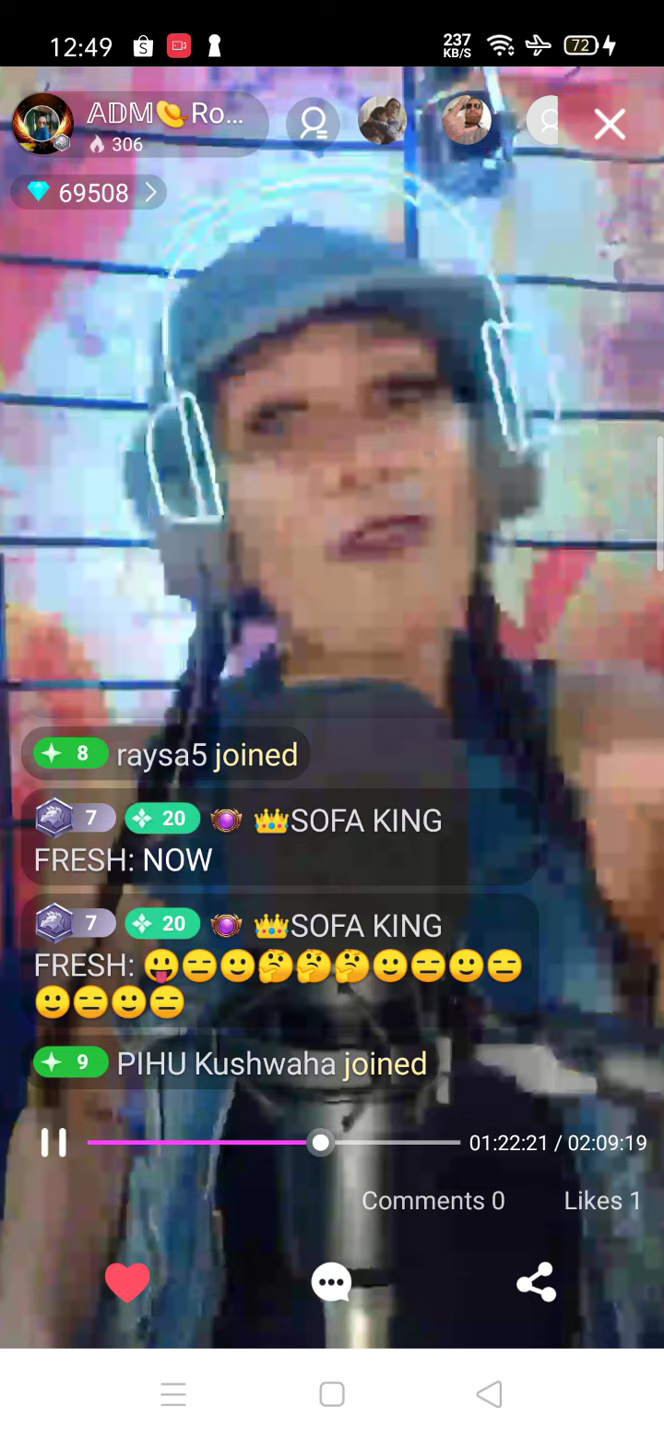 12:49
237
KB/S
72
𝔸𝔻𝕄👒Ro...
306
69508
8 raysa5 joined
7 20 👑SOFA KING
FRESH: NOW
7 20 👑SOFA KING
FRESH: 😛😑🙂🤔🤔🤔🙂😑🙂😑
🙂😑🙂😑
9 PIHU Kushwaha joined
01:22:21 / 02:09:19
Comments 0 Likes 1